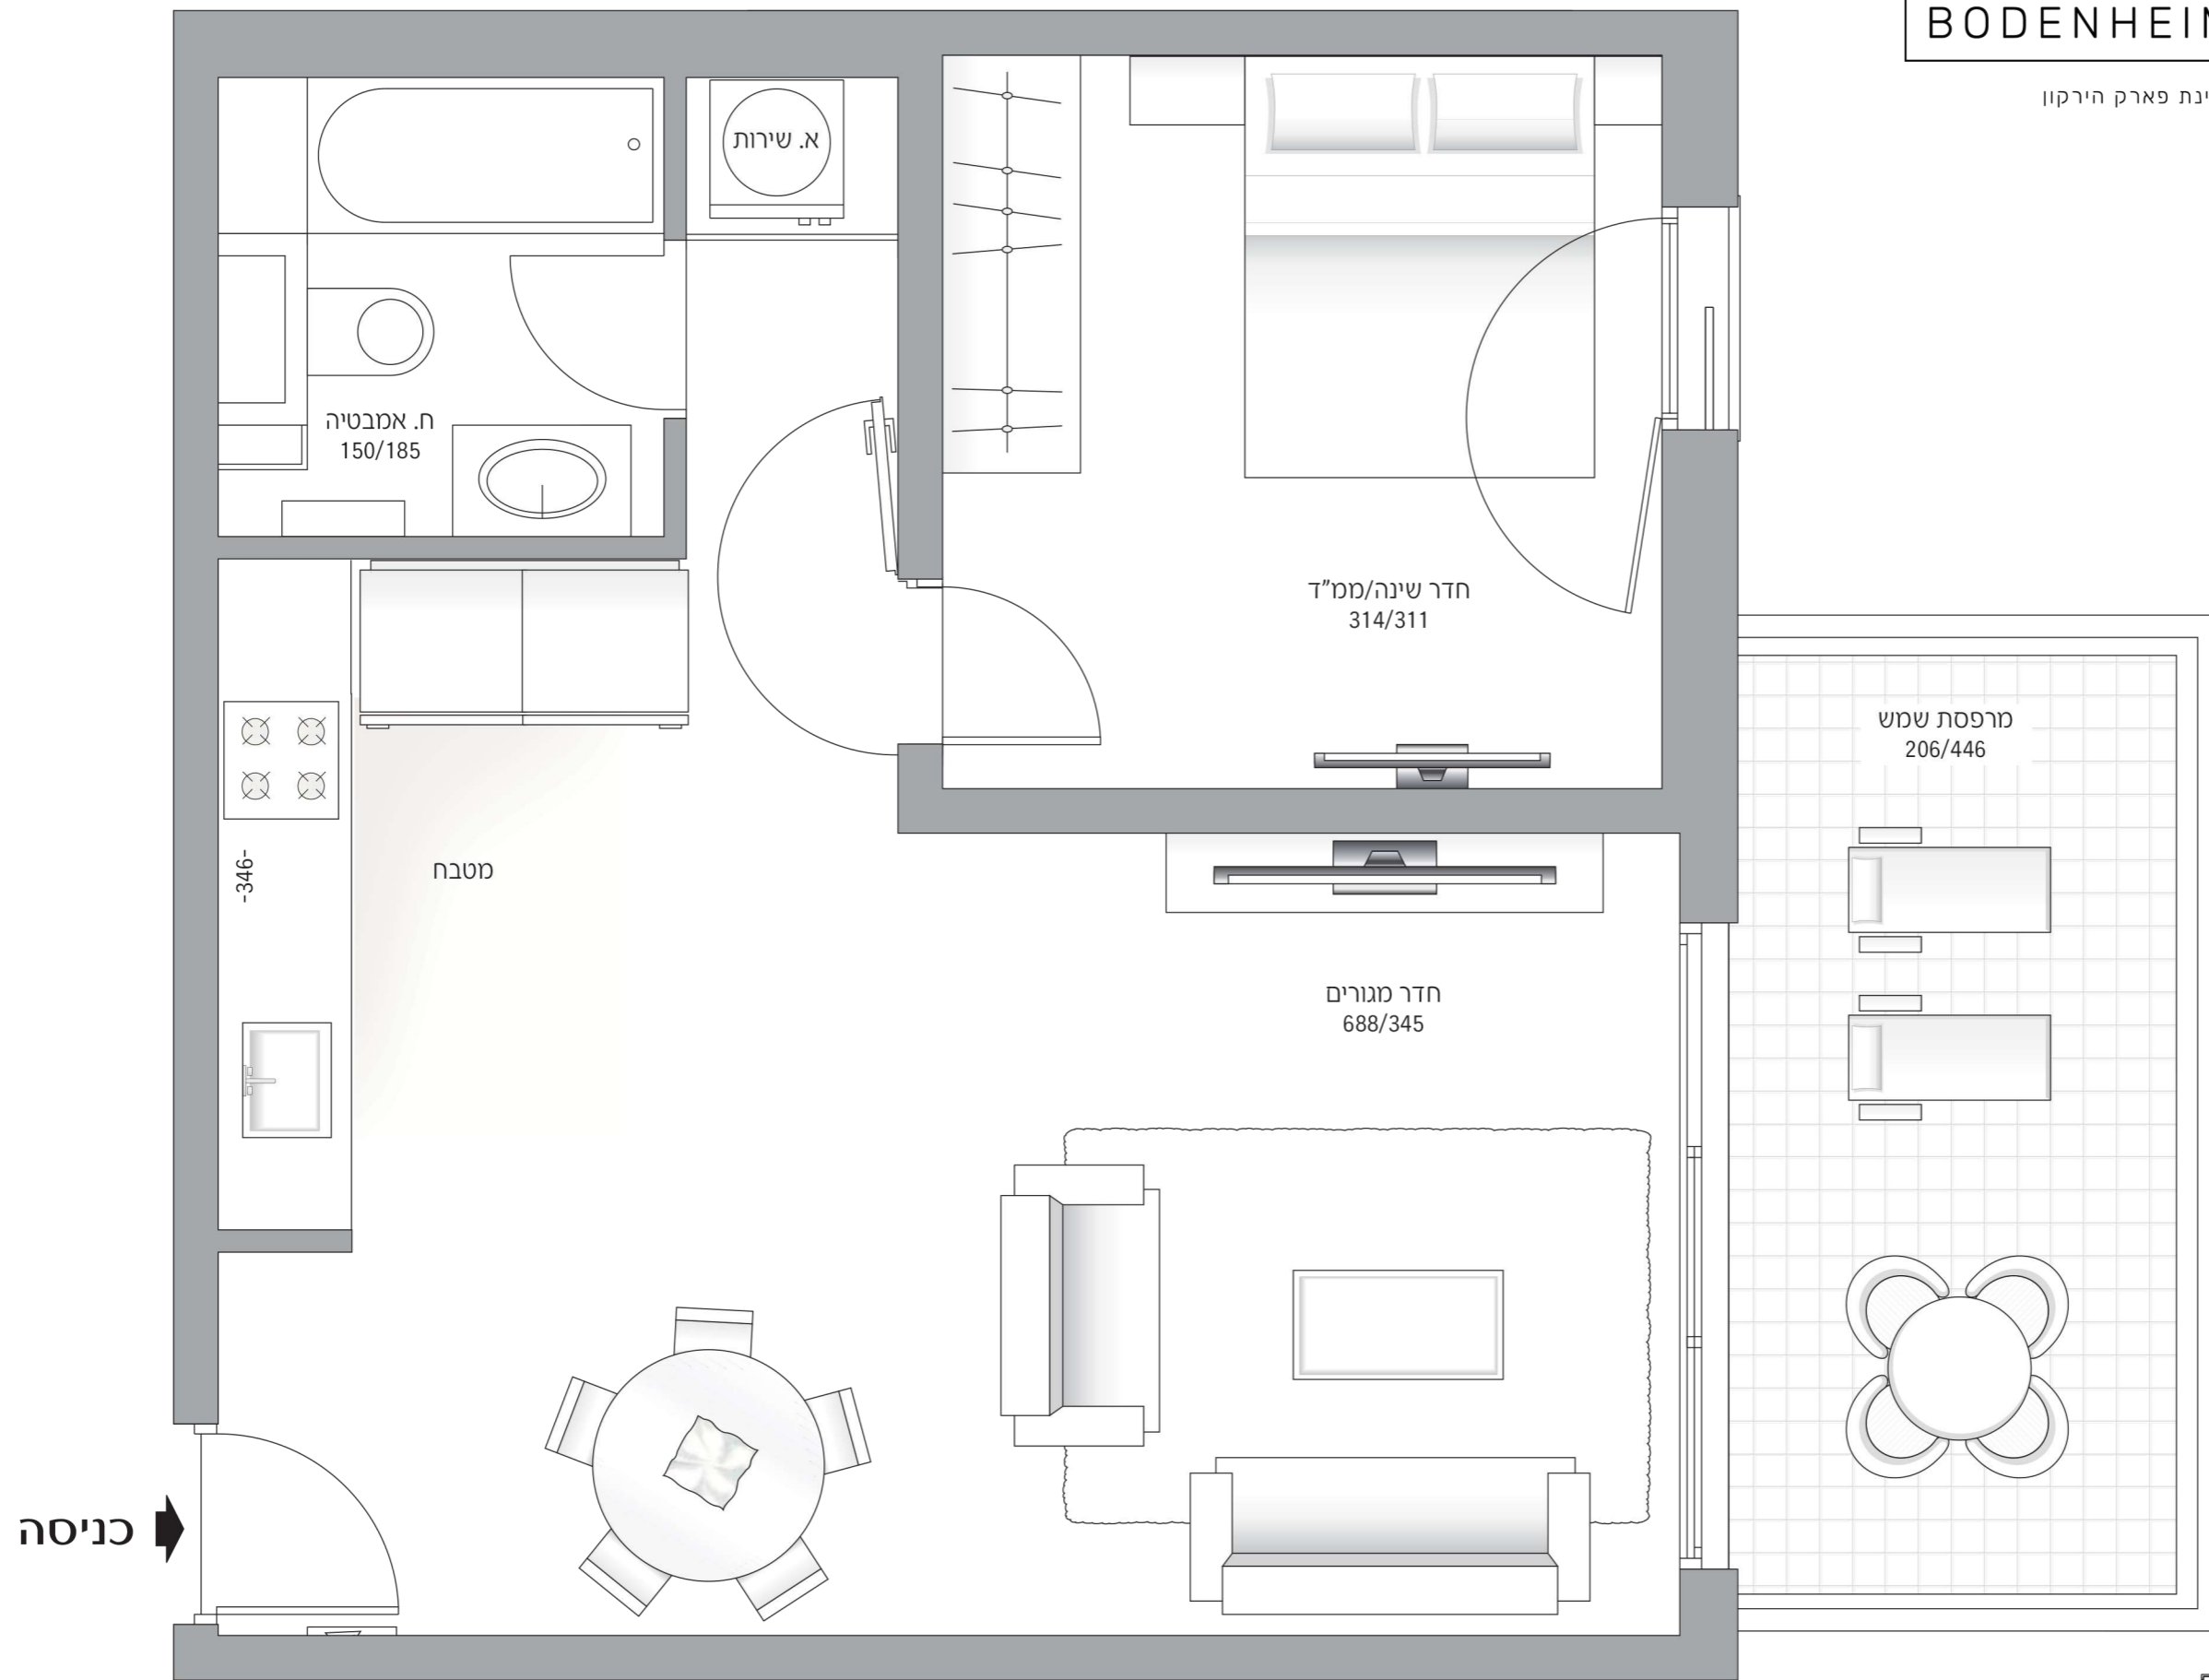 BODENHEIM
ינת פארק הירקון
א. שירות
ח. אמבטיה
150/185
חדר שינה/ממ״ד
314/311
מרפסת שמש
206/446
-346-
מטבח
חדר מגורים
688/345
כניסה